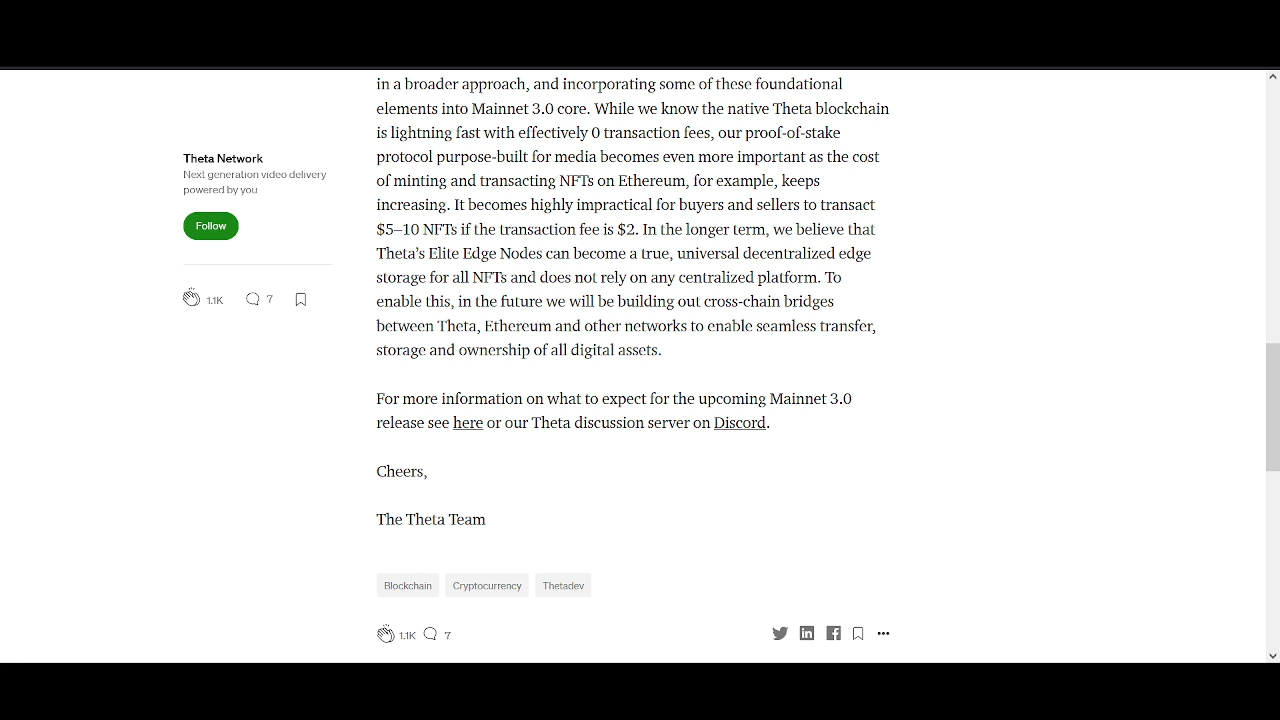 in a broader approach, and incorporating some of these foundational
elements into Mainnet 3.0 core. While we know the native Theta blockchain
is lightning fast with effectively 0 transaction fees, our proof-of-stake
protocol purpose-built for media becomes even more important as the cost
of minting and transacting NFTs on Ethereum, for example, keeps
increasing. It becomes highly impractical for buyers and sellers to transact
$5–10 NFTs if the transaction fee is $2. In the longer term, we believe that
Theta’s Elite Edge Nodes can become a true, universal decentralized edge
storage for all NFTs and does not rely on any centralized platform. To
enable this, in the future we will be building out cross-chain bridges
between Theta, Ethereum and other networks to enable seamless transfer,
storage and ownership of all digital assets.
For more information on what to expect for the upcoming Mainnet 3.0
release see here or our Theta discussion server on Discord.
Cheers,
The Theta Team
Theta Network
Next generation video delivery
powered by you
Follow
1.1K 7
Blockchain Cryptocurrency Thetadev
1.1K 7